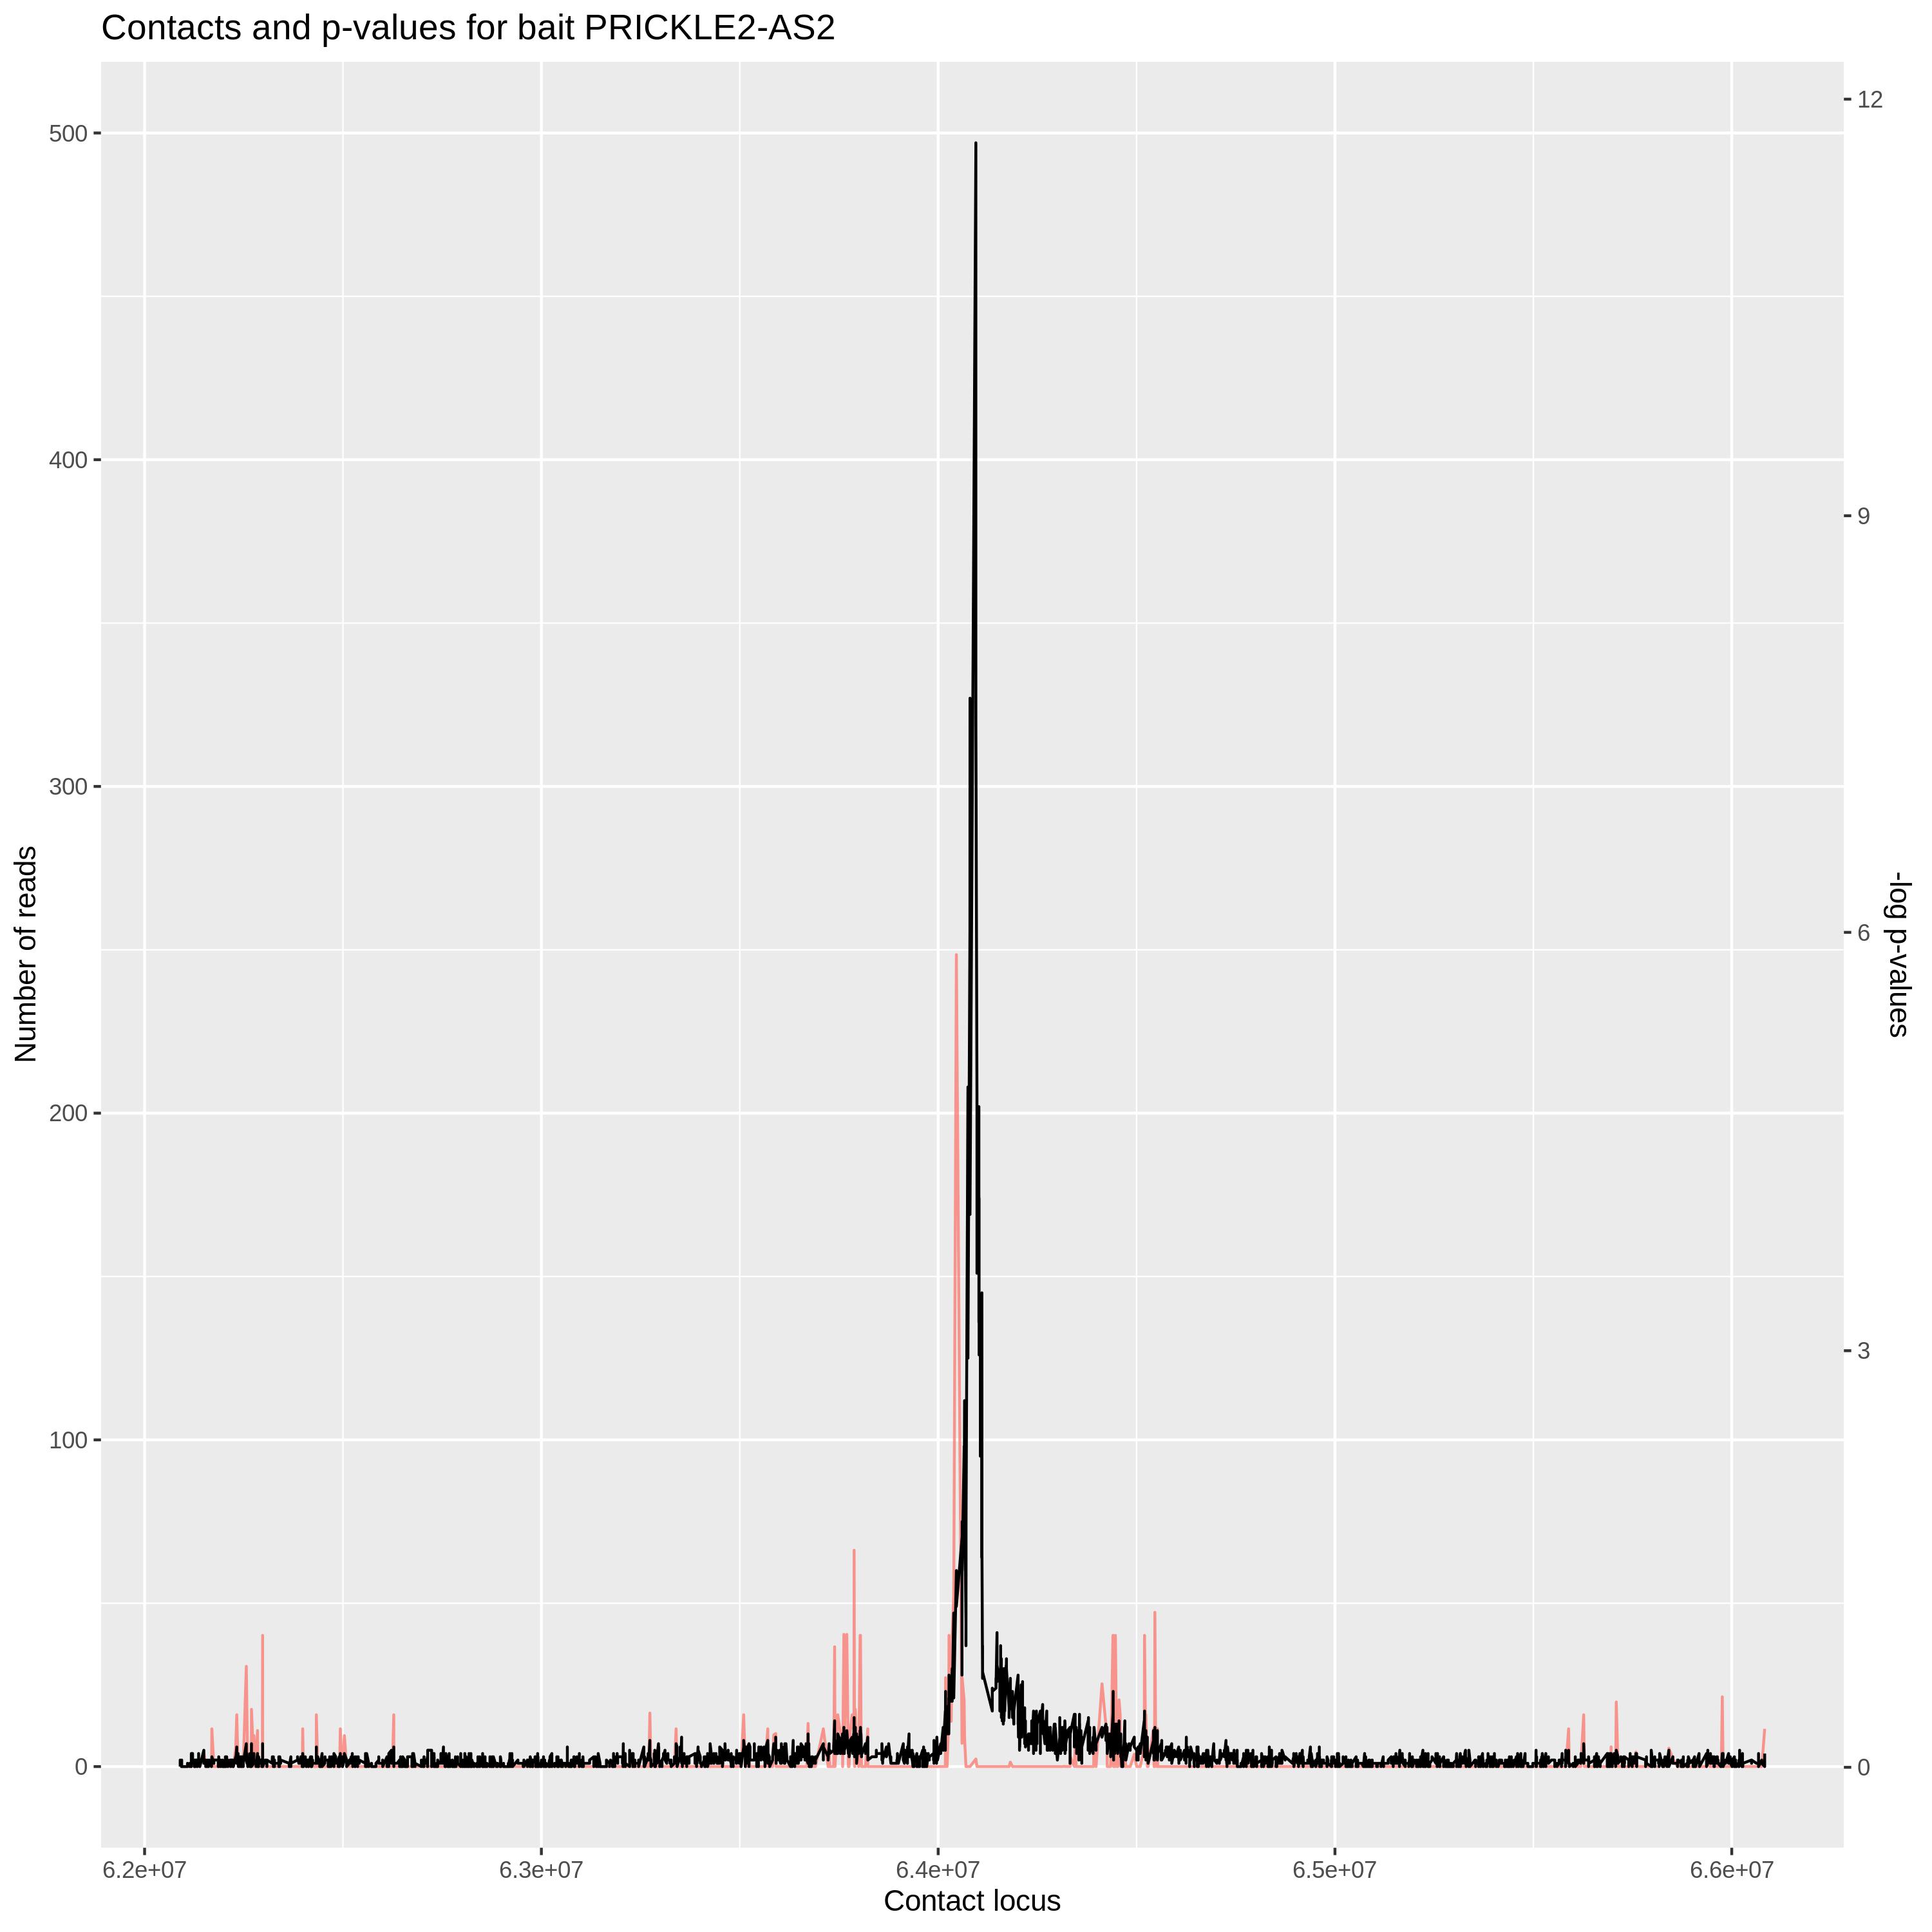 Contacts and p-values for bait PRICKLE2-AS2
500
400
300
200
100
0
Number of reads
12
9
6
3
0
-log p-values
6.2e+07
6.3e+07
6.4e+07
6.5e+07
6.6e+07
Contact locus